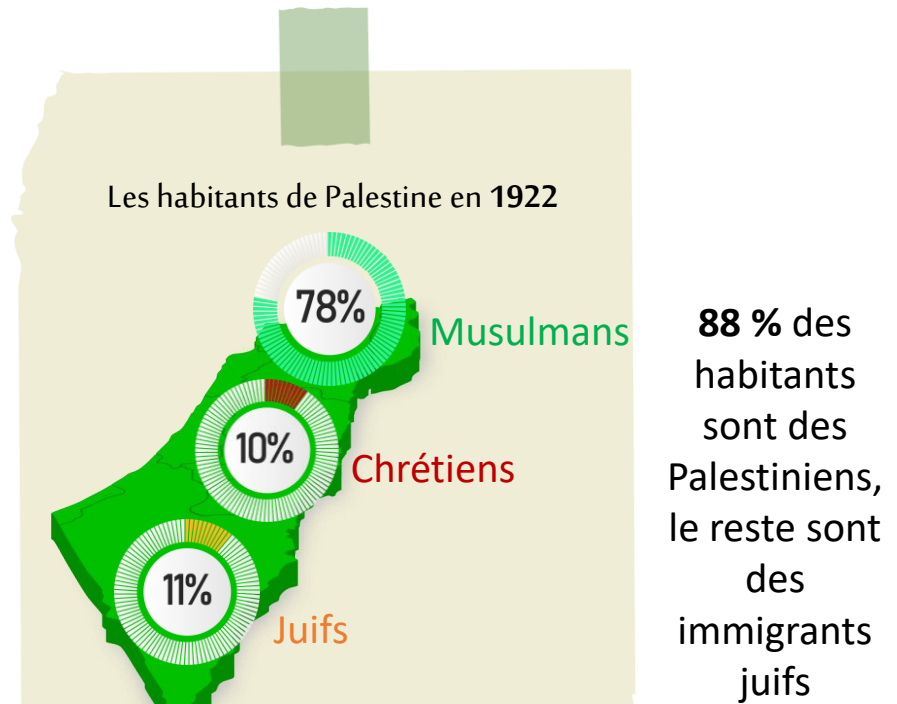 Les habitants de Palestine en 1922
78%
Musulmans
10%
Chrétiens
11%
Juifs
88 % des
habitants
sont des
Palestiniens,
le reste sont
des
immigrants
juifs